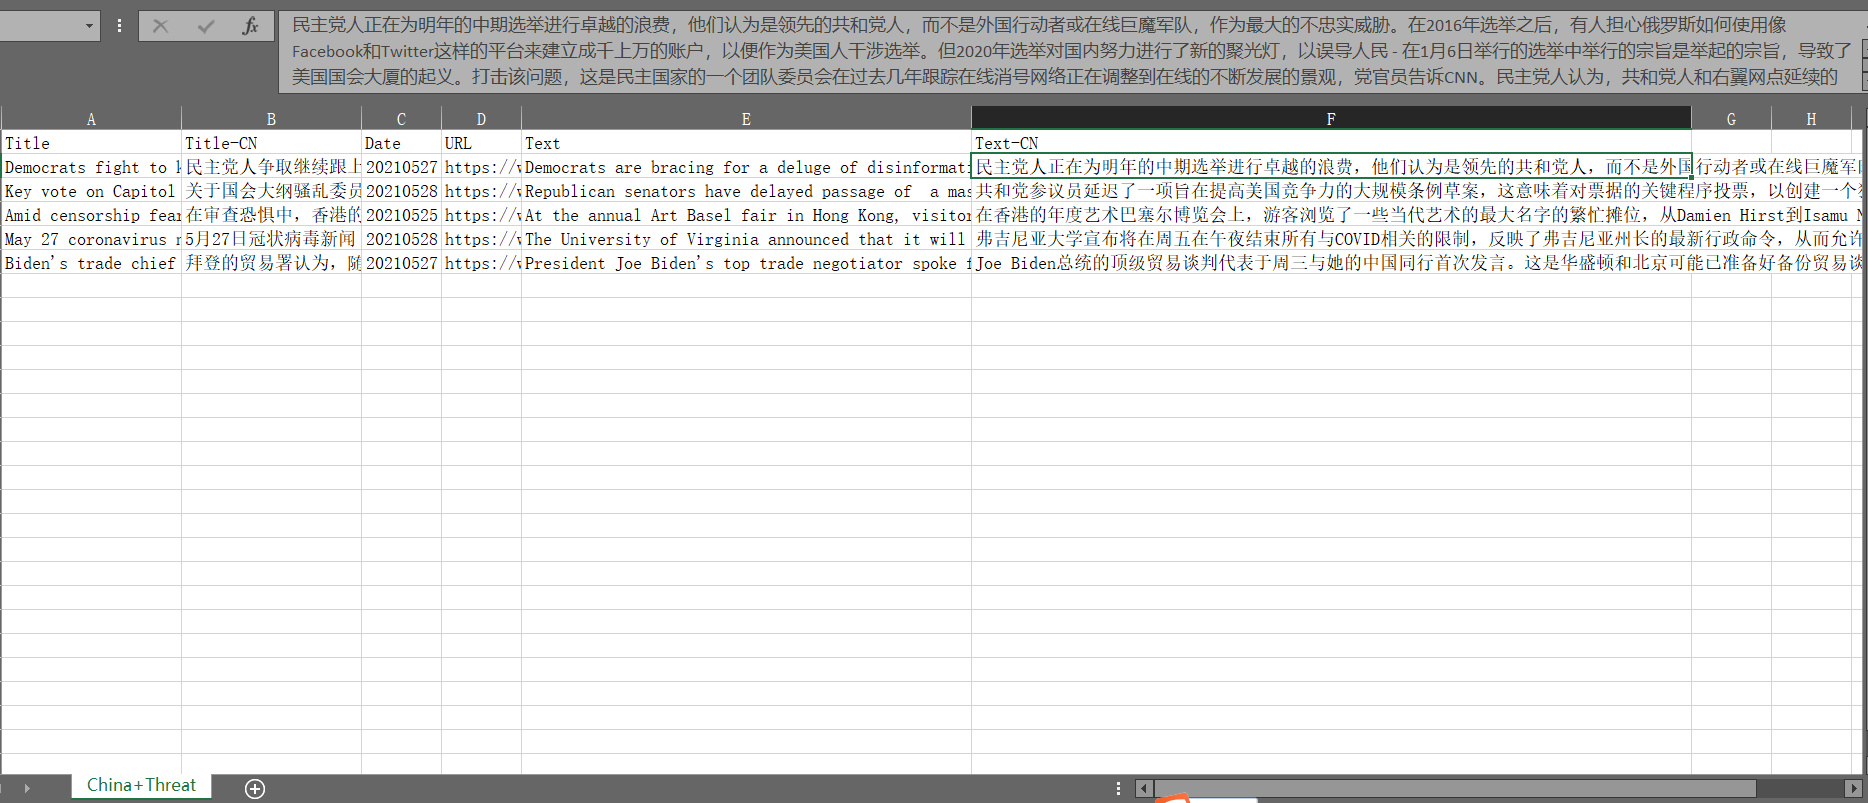 fx 民主党人正在为明年的中期选举进行卓越的浪费，他们认为是领先的共和党人，而不是外国行动者或在线巨魔军队，作为最大的不忠实威胁。在2016年选举之后，有人担心俄罗斯如何使用像
Facebook和Twitter这样的平台来建立成千上万的账户，以便作为美国人干涉选举。但2020年选举对国内努力进行了新的聚光灯，以误导人民 - 在1月6日举行的选举中举行的宗旨是举起的宗旨，导致了
美国国会大厦的起义。打击该问题，这是民主国家的一个团队委员会在过去几年跟踪在线消号网络正在调整到在线的不断发展的景观，党官员告诉CNN。民主党人认为，共和党人和右翼网点延续的
A B C D E F G H
Title Title-CN Date URL Text Text-CN
Democrats fight to 民主党人争取继续跟上 20210527 https:// Democrats are bracing for a deluge of disinformati 民主党人正在为明年的中期选举进行卓越的浪费，他们认为是领先的共和党人，而不是外国行动者或在线巨魔军
Key vote on Capitol 关于国会大纲骚乱委员 20210528 https:// Republican senators have delayed passage of a mas 共和党参议员延迟了一项旨在提高美国竞争力的大规模条例草案，这意味着对票据的关键程序投票，以创建一个
Amid censorship fear 在审查恐惧中，香港的 20210525 https:// At the annual Art Basel fair in Hong Kong, visitor 在香港的年度艺术巴塞尔博览会上，游客浏览了一些当代艺术的最大名字的繁忙摊位，从Damien Hirst到Isamu N
May 27 coronavirus 5月27日冠状病毒新闻 20210528 https:// The University of Virginia announced that it will 弗吉尼亚大学宣布将在周五在午夜结束所有与COVID相关的限制，反映了弗吉尼亚州长的最新行政命令，从而允许
Biden's trade chief 拜登的贸易署认为，随 20210527 https:// President Joe Biden's top trade negotiator spoke f Joe Biden总统的顶级贸易谈判代表于周三与她的中国同行首次发言。这是华盛顿和北京可能已准备好备份贸易谈
China+Threat